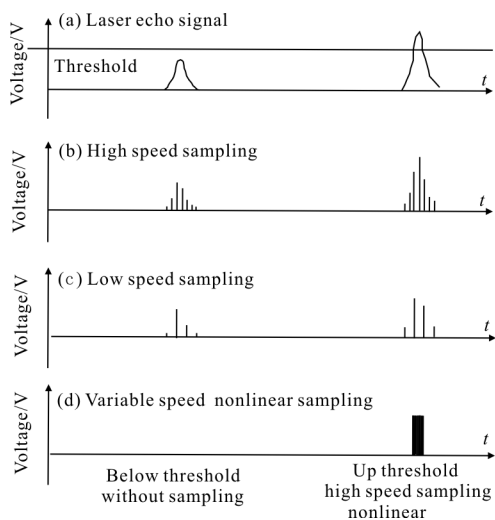 (a) Laser echo signal
Voltage/V
Threshold
t
(b) High speed sampling
Voltage/V
t
(c) Low speed sampling
Voltage/V
t
(d) Variable speed nonlinear sampling
Voltage/V
t
Below threshold
without sampling
Up threshold
high speed sampling
nonlinear